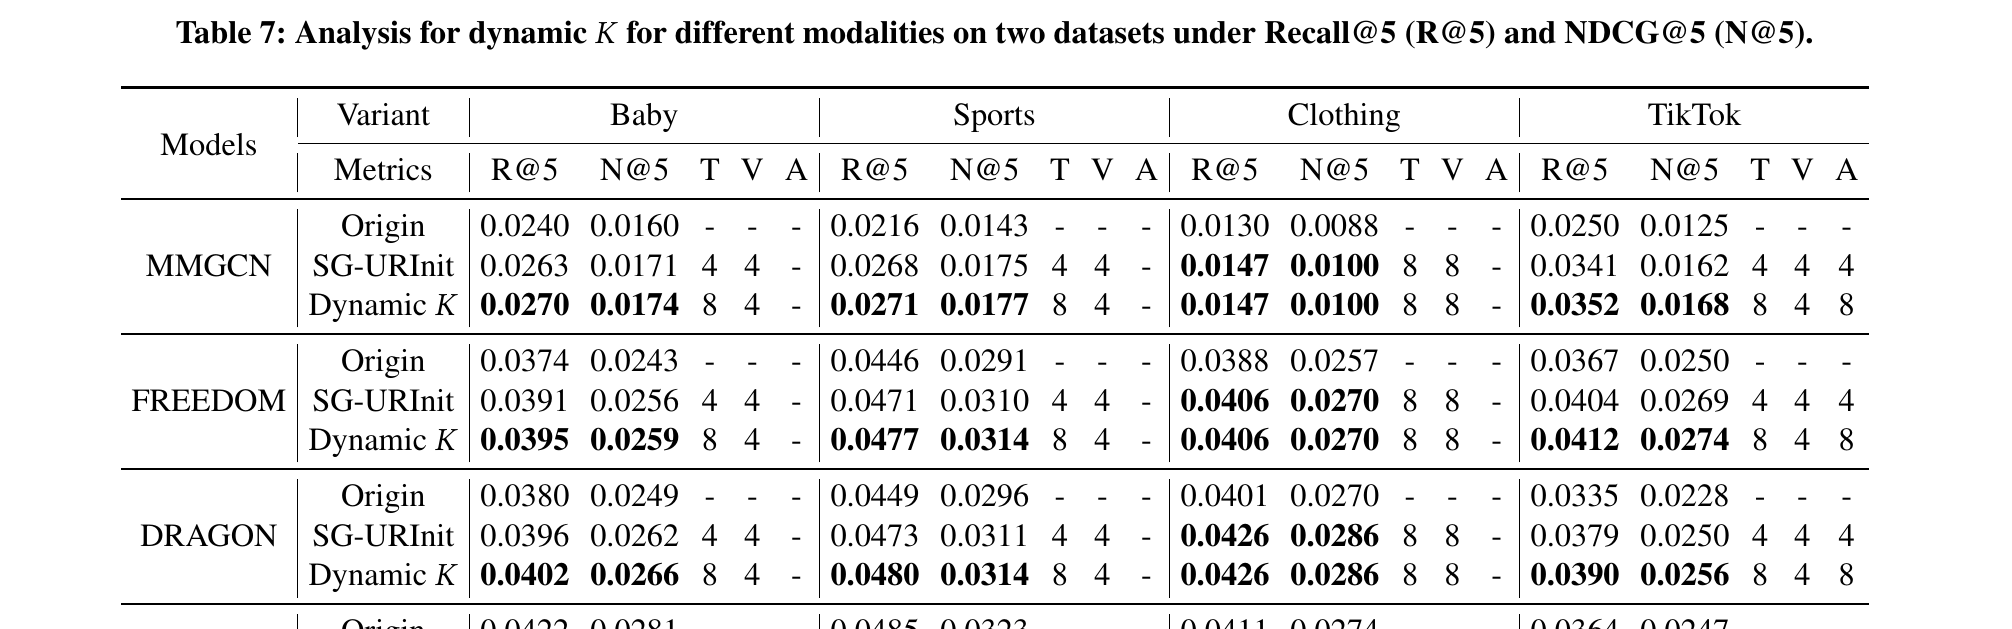 Table 7: Analysis for dynamic K for different modalities on two datasets under Recall@5 (R@5) and NDCG@5 (N@5).
Models Variant Baby Sports Clothing TikTok
Metrics R@5 N@5 T V A R@5 N@5 T V A R@5 N@5 T V A R@5 N@5 T V A
Origin 0.0240 0.0160 - - - 0.0216 0.0143 - - - 0.0130 0.0088 - - - 0.0250 0.0125 - - -
MMGCN SG-URInit 0.0263 0.0171 4 4 - 0.0268 0.0175 4 4 - 0.0147 0.0100 8 8 - 0.0341 0.0162 4 4 4
Dynamic K 0.0270 0.0174 8 4 - 0.0271 0.0177 8 4 - 0.0147 0.0100 8 8 - 0.0352 0.0168 8 4 8
Origin 0.0374 0.0243 - - - 0.0446 0.0291 - - - 0.0388 0.0257 - - - 0.0367 0.0250 - - -
FREEDOM SG-URInit 0.0391 0.0256 4 4 - 0.0471 0.0310 4 4 - 0.0406 0.0270 8 8 - 0.0404 0.0269 4 4 4
Dynamic K 0.0395 0.0259 8 4 - 0.0477 0.0314 8 4 - 0.0406 0.0270 8 8 - 0.0412 0.0274 8 4 8
Origin 0.0380 0.0249 - - - 0.0449 0.0296 - - - 0.0401 0.0270 - - - 0.0335 0.0228 - - -
DRAGON SG-URInit 0.0396 0.0262 4 4 - 0.0473 0.0311 4 4 - 0.0426 0.0286 8 8 - 0.0379 0.0250 4 4 4
Dynamic K 0.0402 0.0266 8 4 - 0.0480 0.0314 8 4 - 0.0426 0.0286 8 8 - 0.0390 0.0256 8 4 8
Origin